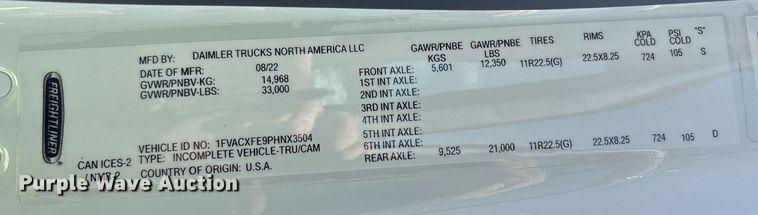 MFD BY: DAIMLER TRUCKS NORTH AMERICA LLC
DATE OF MFR: 08/22
GVWR/PNBV-KG: 14,968
GVWR/PNBV-LBS: 33,000
VEHICLE ID NO: 1FVACXFE9PHNX3504
TYPE: INCOMPLETE VEHICLE-TRU/CAM
COUNTRY OF ORIGIN: U.S.A.
FREIGHTLINER
CAN ICES-2
/ NMB-2
GAWR/PNBE KGS GAWR/PNBE LBS TIRES RIMS KPA COLD PSI COLD "S"
FRONT AXLE: 5,601 12,350 11R22.5(G) 22.5X8.25 724 105 S
1ST INT AXLE:
2ND INT AXLE:
3RD INT AXLE:
4TH INT AXLE:
5TH INT AXLE:
6TH INT AXLE:
REAR AXLE: 9,525 21,000 11R22.5(G) 22.5X8.25 724 105 D
Purple Wave Auction